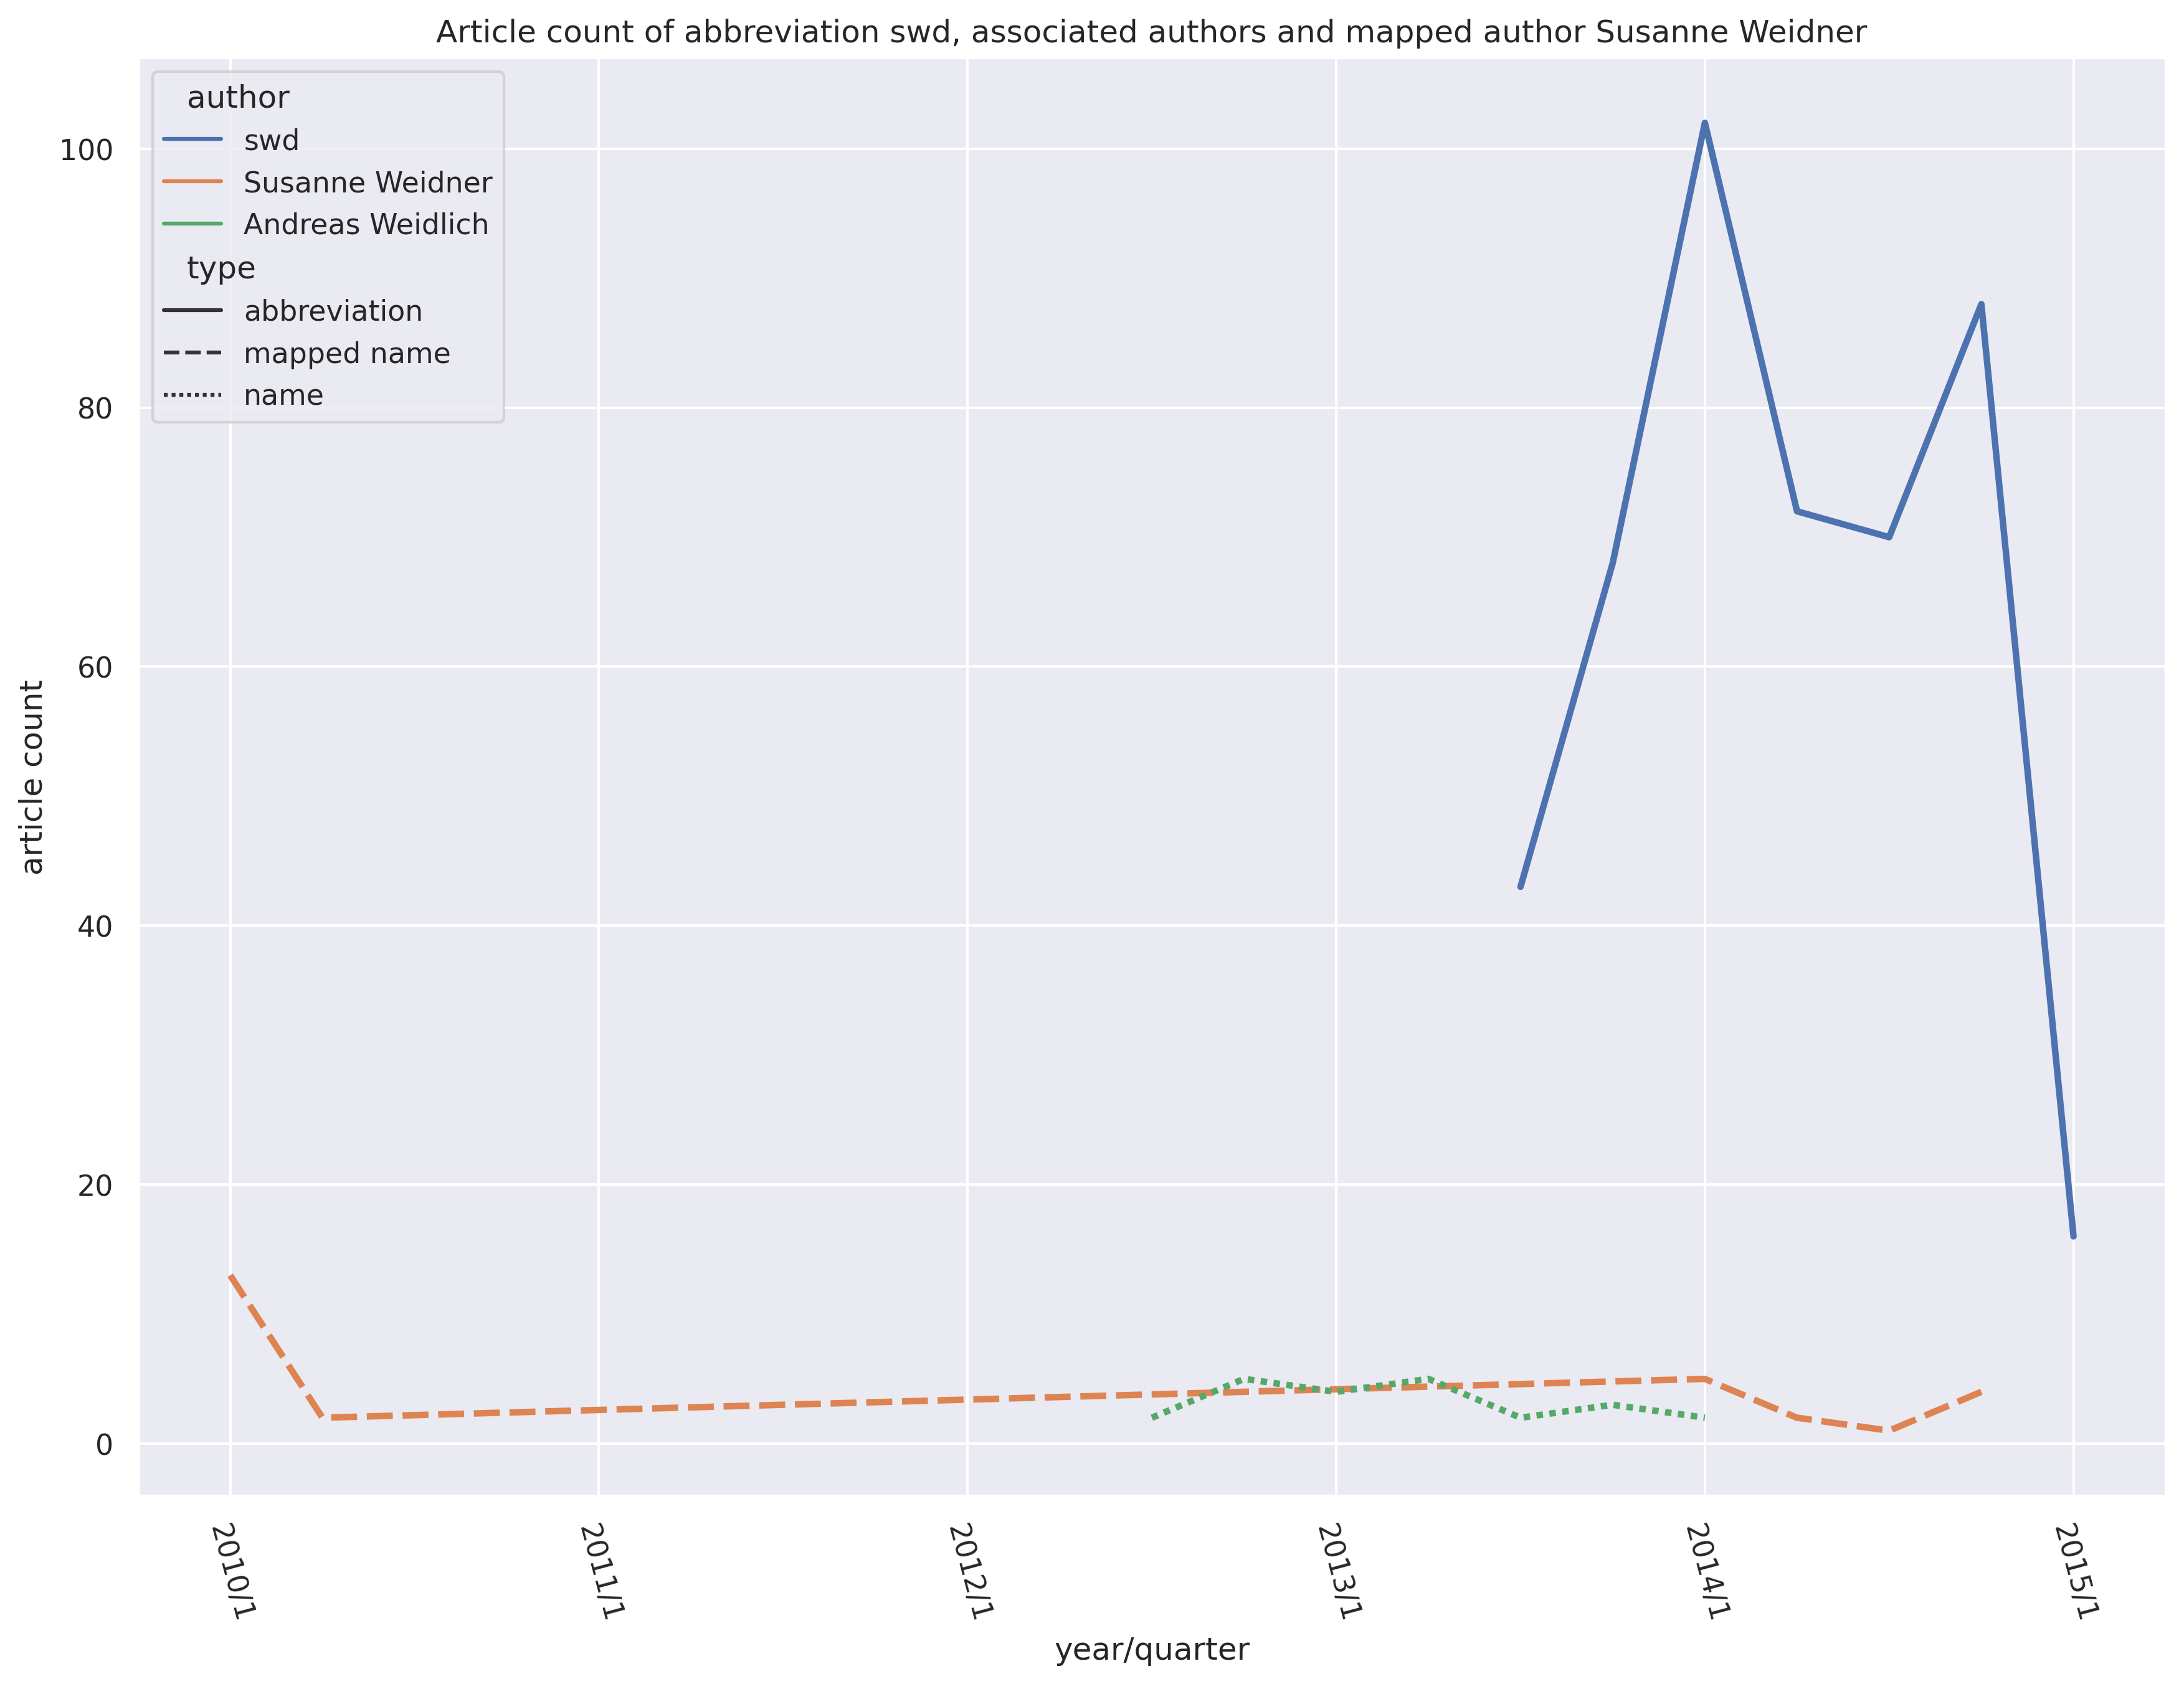 Article count of abbreviation swd, associated authors and mapped author Susanne Weidner
author
swd
Susanne Weidner
Andreas Weidlich
type
abbreviation
mapped name
name
article count
100
80
60
40
20
0
2010/1
2011/1
2012/1
2013/1
2014/1
2015/1
year/quarter